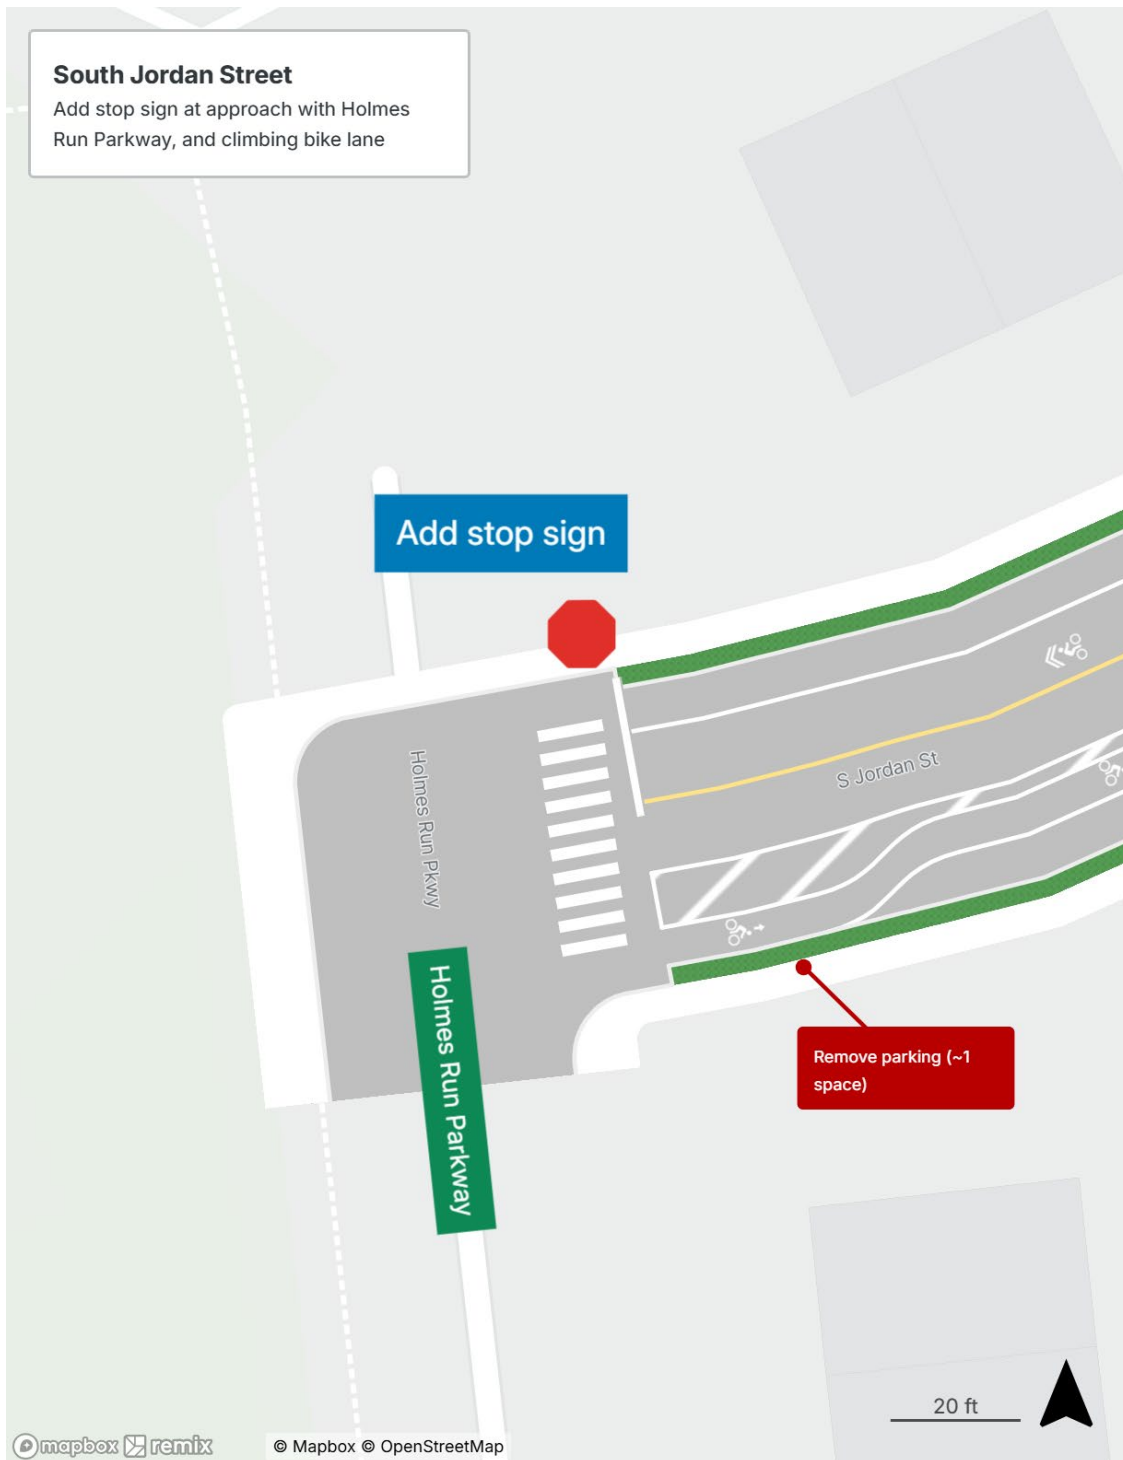 South Jordan Street
Add stop sign at approach with Holmes
Run Parkway, and climbing bike lane
Add stop sign
S Jordan St
Holmes Run Pkwy
Holmes Run Parkway
Remove parking (~1
space)
20 ft
mapbox remix
© Mapbox © OpenStreetMap